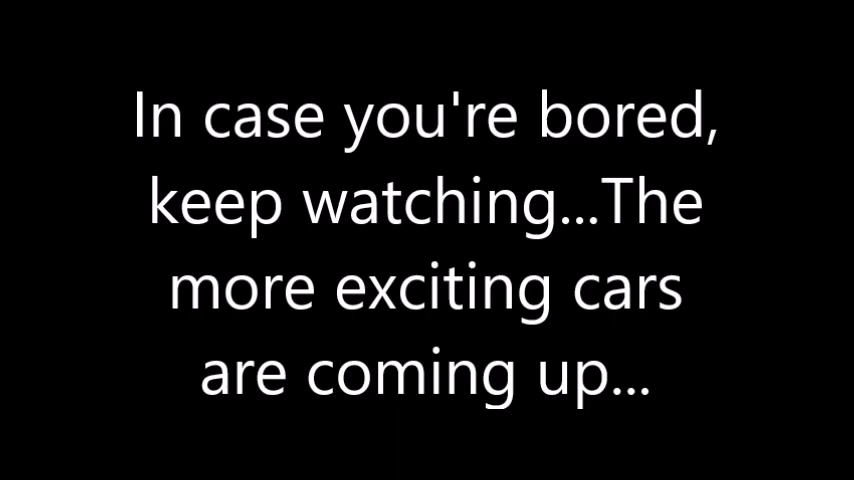 In case you're bored,
keep watching...The
more exciting cars
are coming up...